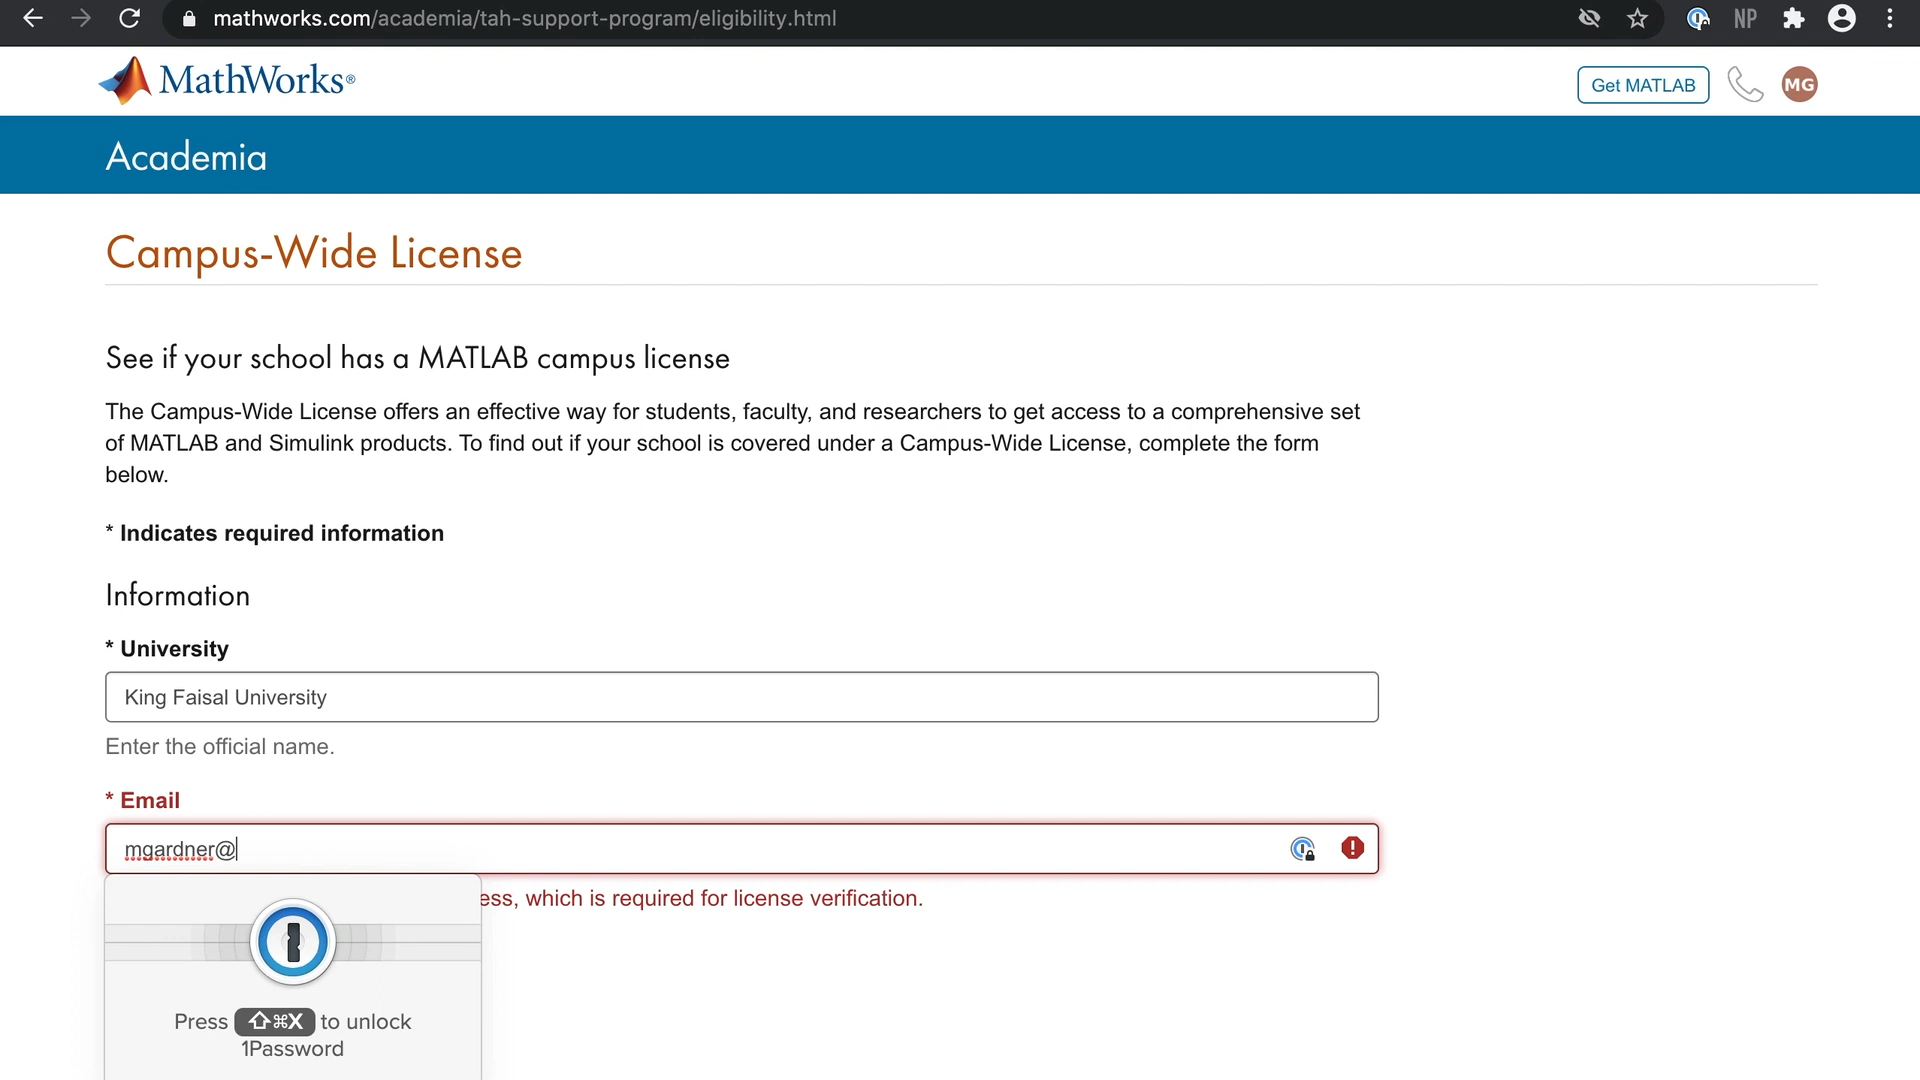 mathworks.com/academia/tah-support-program/eligibility.html
NP
MathWorks®
Get MATLAB
MG
Academia
Campus-Wide License
See if your school has a MATLAB campus license
The Campus-Wide License offers an effective way for students, faculty, and researchers to get access to a comprehensive set
of MATLAB and Simulink products. To find out if your school is covered under a Campus-Wide License, complete the form
below.
* Indicates required information
Information
* University
King Faisal University
Enter the official name.
* Email
mgardner@
ess, which is required for license verification.
Press ⇧⌘X to unlock
1Password